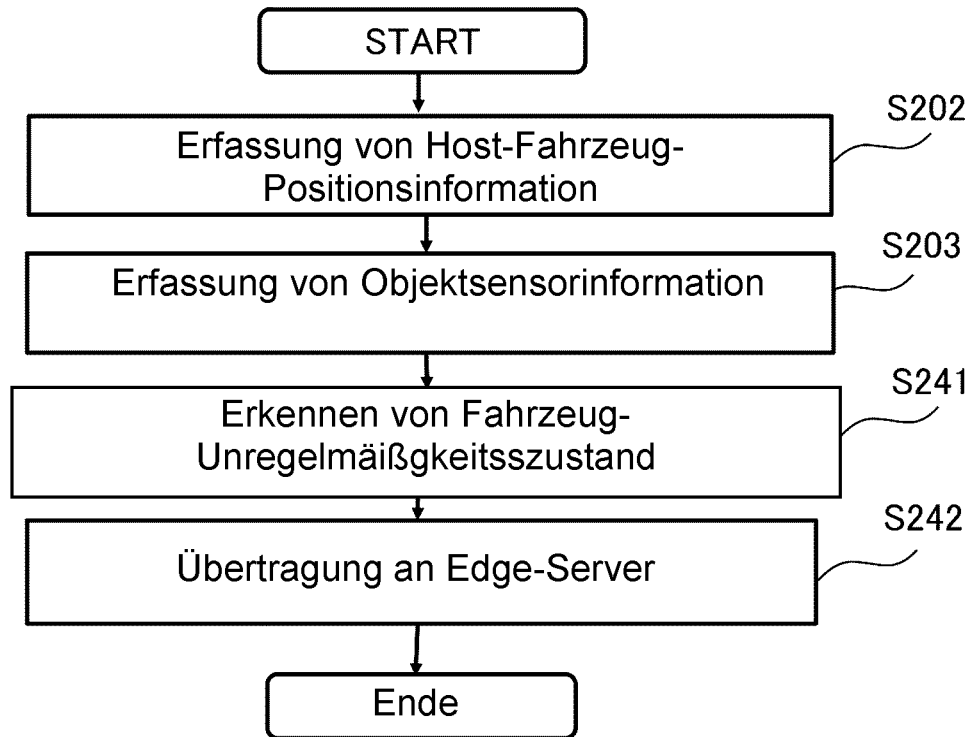 START
S202
Erfassung von Host-Fahrzeug-
Positionsinformation
S203
Erfassung von Objektsensorinformation
S241
Erkennen von Fahrzeug-
Unregelmäißgkeitsszustand
S242
Übertragung an Edge-Server
Ende